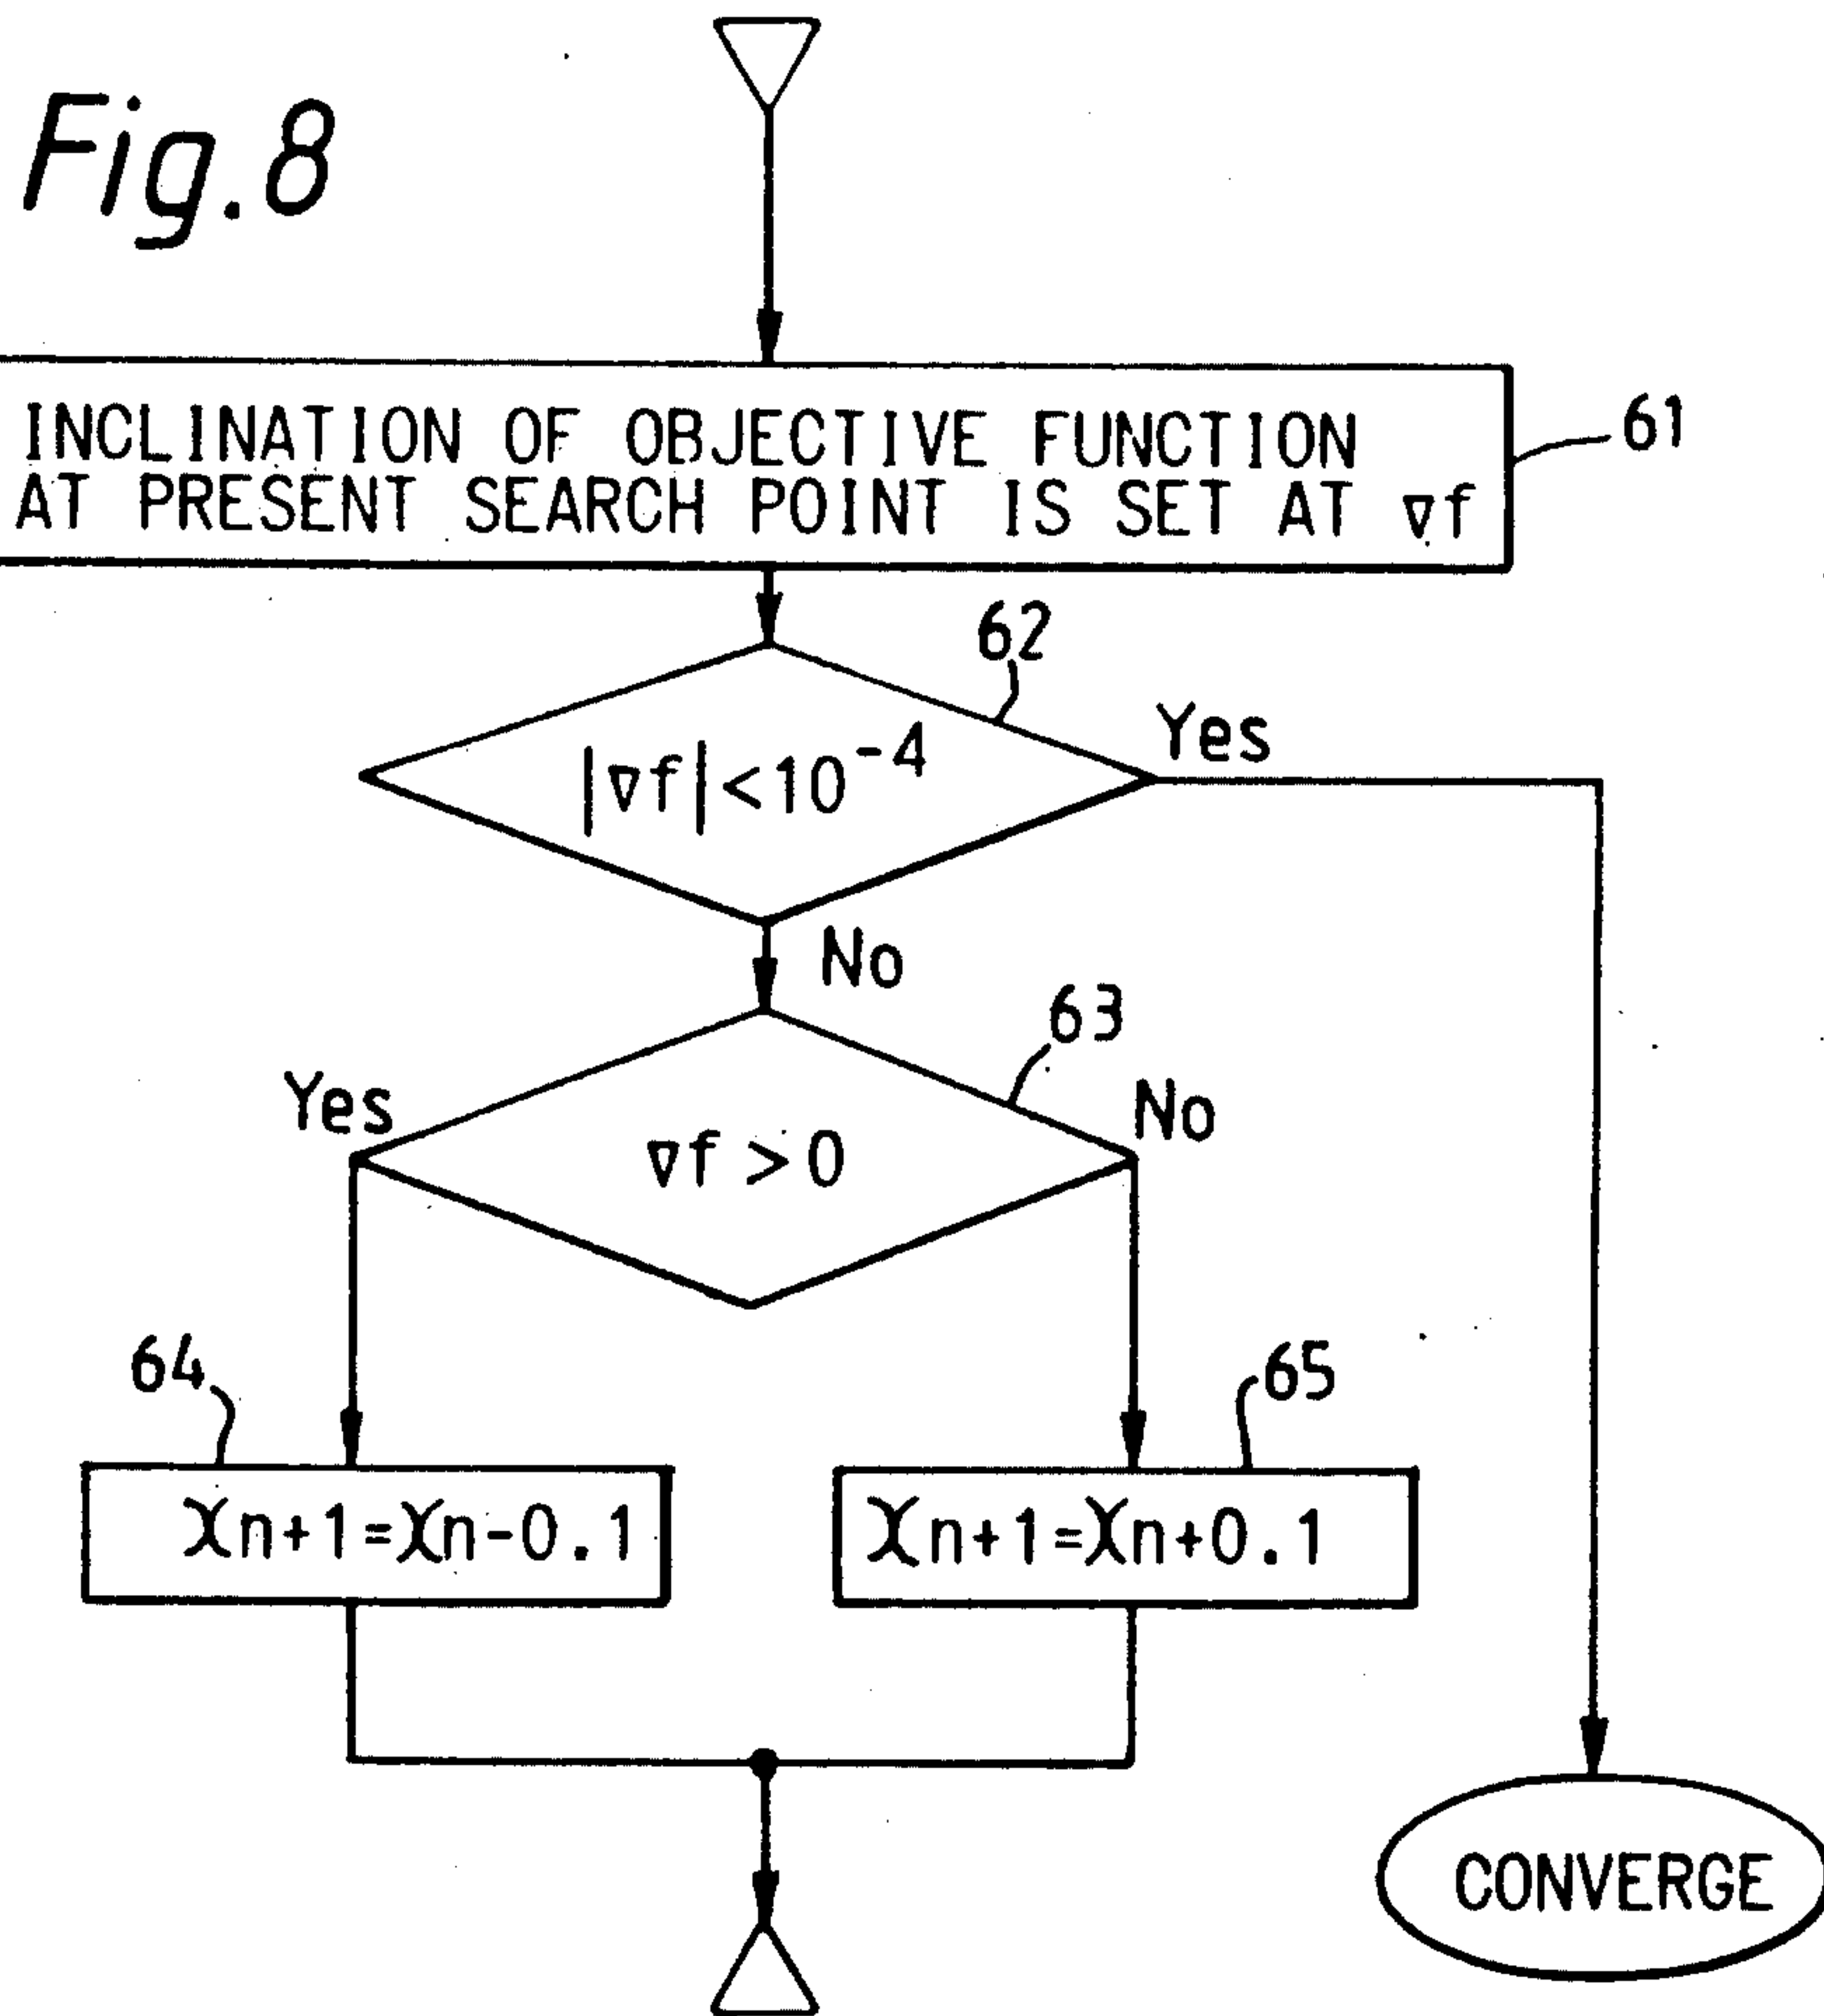 Fig.8
INCLINATION OF OBJECTIVE FUNCTION
AT PRESENT SEARCH POINT IS SET AT ∇f
61
62
|∇f|<10⁻⁴
Yes
No
63
Yes
∇f>0
No
64
65
Xn+1=Xn-0.1
Xn+1=Xn+0.1
CONVERGE